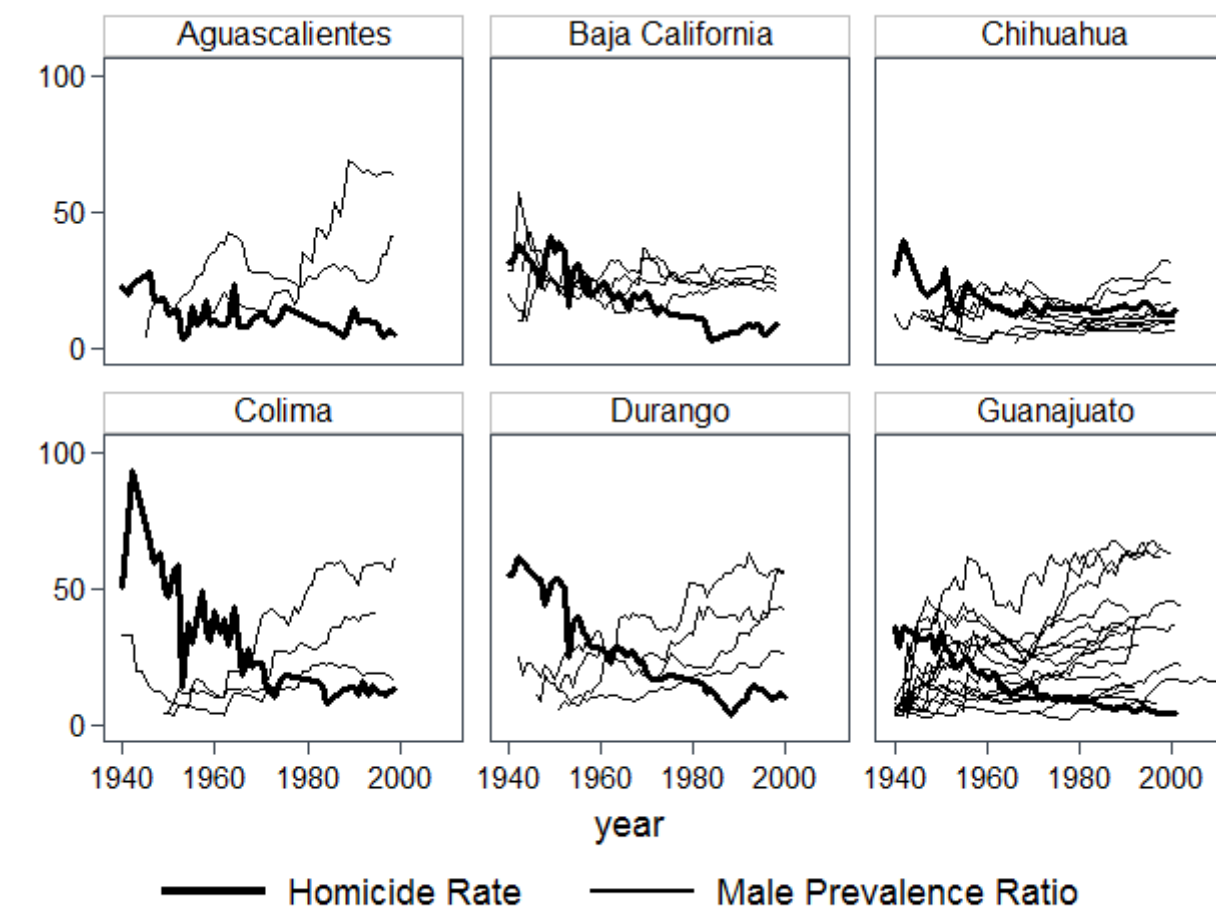 Aguascalientes Baja California Chihuahua
100
50
0
Colima Durango Guanajuato
100
50
0
1940 1960 1980 2000 1940 1960 1980 2000 1940 1960 1980 2000
year
Homicide Rate Male Prevalence Ratio